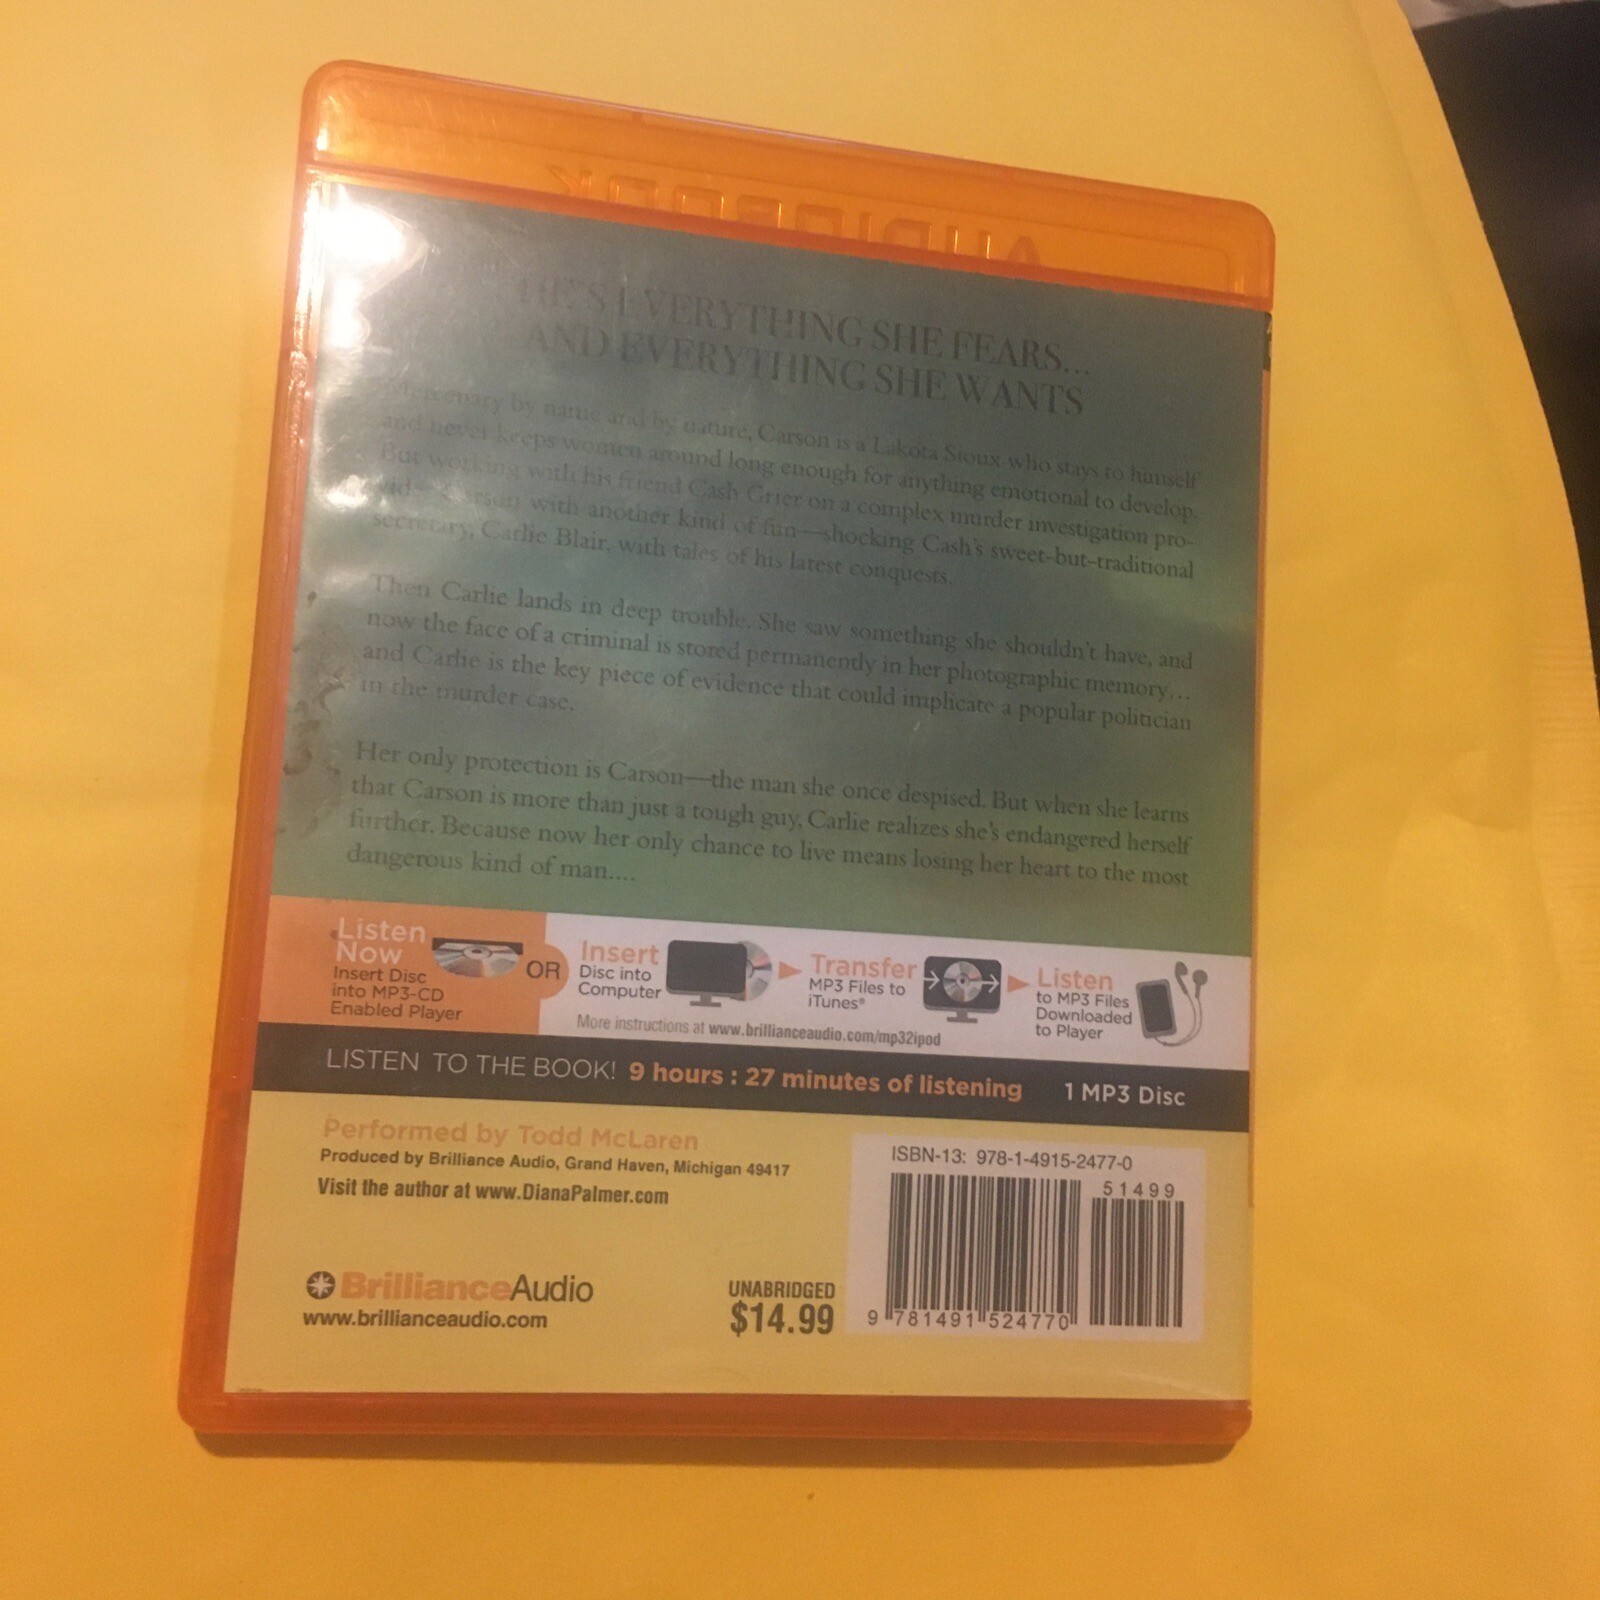 AUDIOBOOK
HE'S EVERYTHING SHE FEARS...
AND EVERYTHING SHE WANTS
Mercenary by name and by nature, Carson is a Lakota Sioux who stays to himself
and never keeps women around long enough for anything emotional to develop.
But working with his friend Cash Grier on a complex murder investigation pro-
Carson with another kind of fun—shocking Cash's sweet-but-traditional
secretary, Carlie Blair, with tales of his latest conquests.
Then Carlie lands in deep trouble. She saw something she shouldn't have, and
now the face of a criminal is stored permanently in her photographic memory...
and Carlie is the key piece of evidence that could implicate a popular politician
in the murder case.
Her only protection is Carson—the man she once despised. But when she learns
that Carson is more than just a tough guy, Carlie realizes she's endangered herself
further. Because now her only chance to live means losing her heart to the most
dangerous kind of man....
Listen
Now
Insert Disc
into MP3-CD
Enabled Player
OR
Insert
Disc into
Computer
Transfer
MP3 Files to
iTunes®
Listen
to MP3 Files
Downloaded
to Player
More instructions at www.brillianceaudio.com/mp32ipod
LISTEN TO THE BOOK! 9 hours : 27 minutes of listening 1 MP3 Disc
Performed by Todd McLaren
Produced by Brilliance Audio, Grand Haven, Michigan 49417
Visit the author at www.DianaPalmer.com
BrillianceAudio
www.brillianceaudio.com
UNABRIDGED
$14.99
ISBN-13: 978-1-4915-2477-0
51499
9 781491 524770